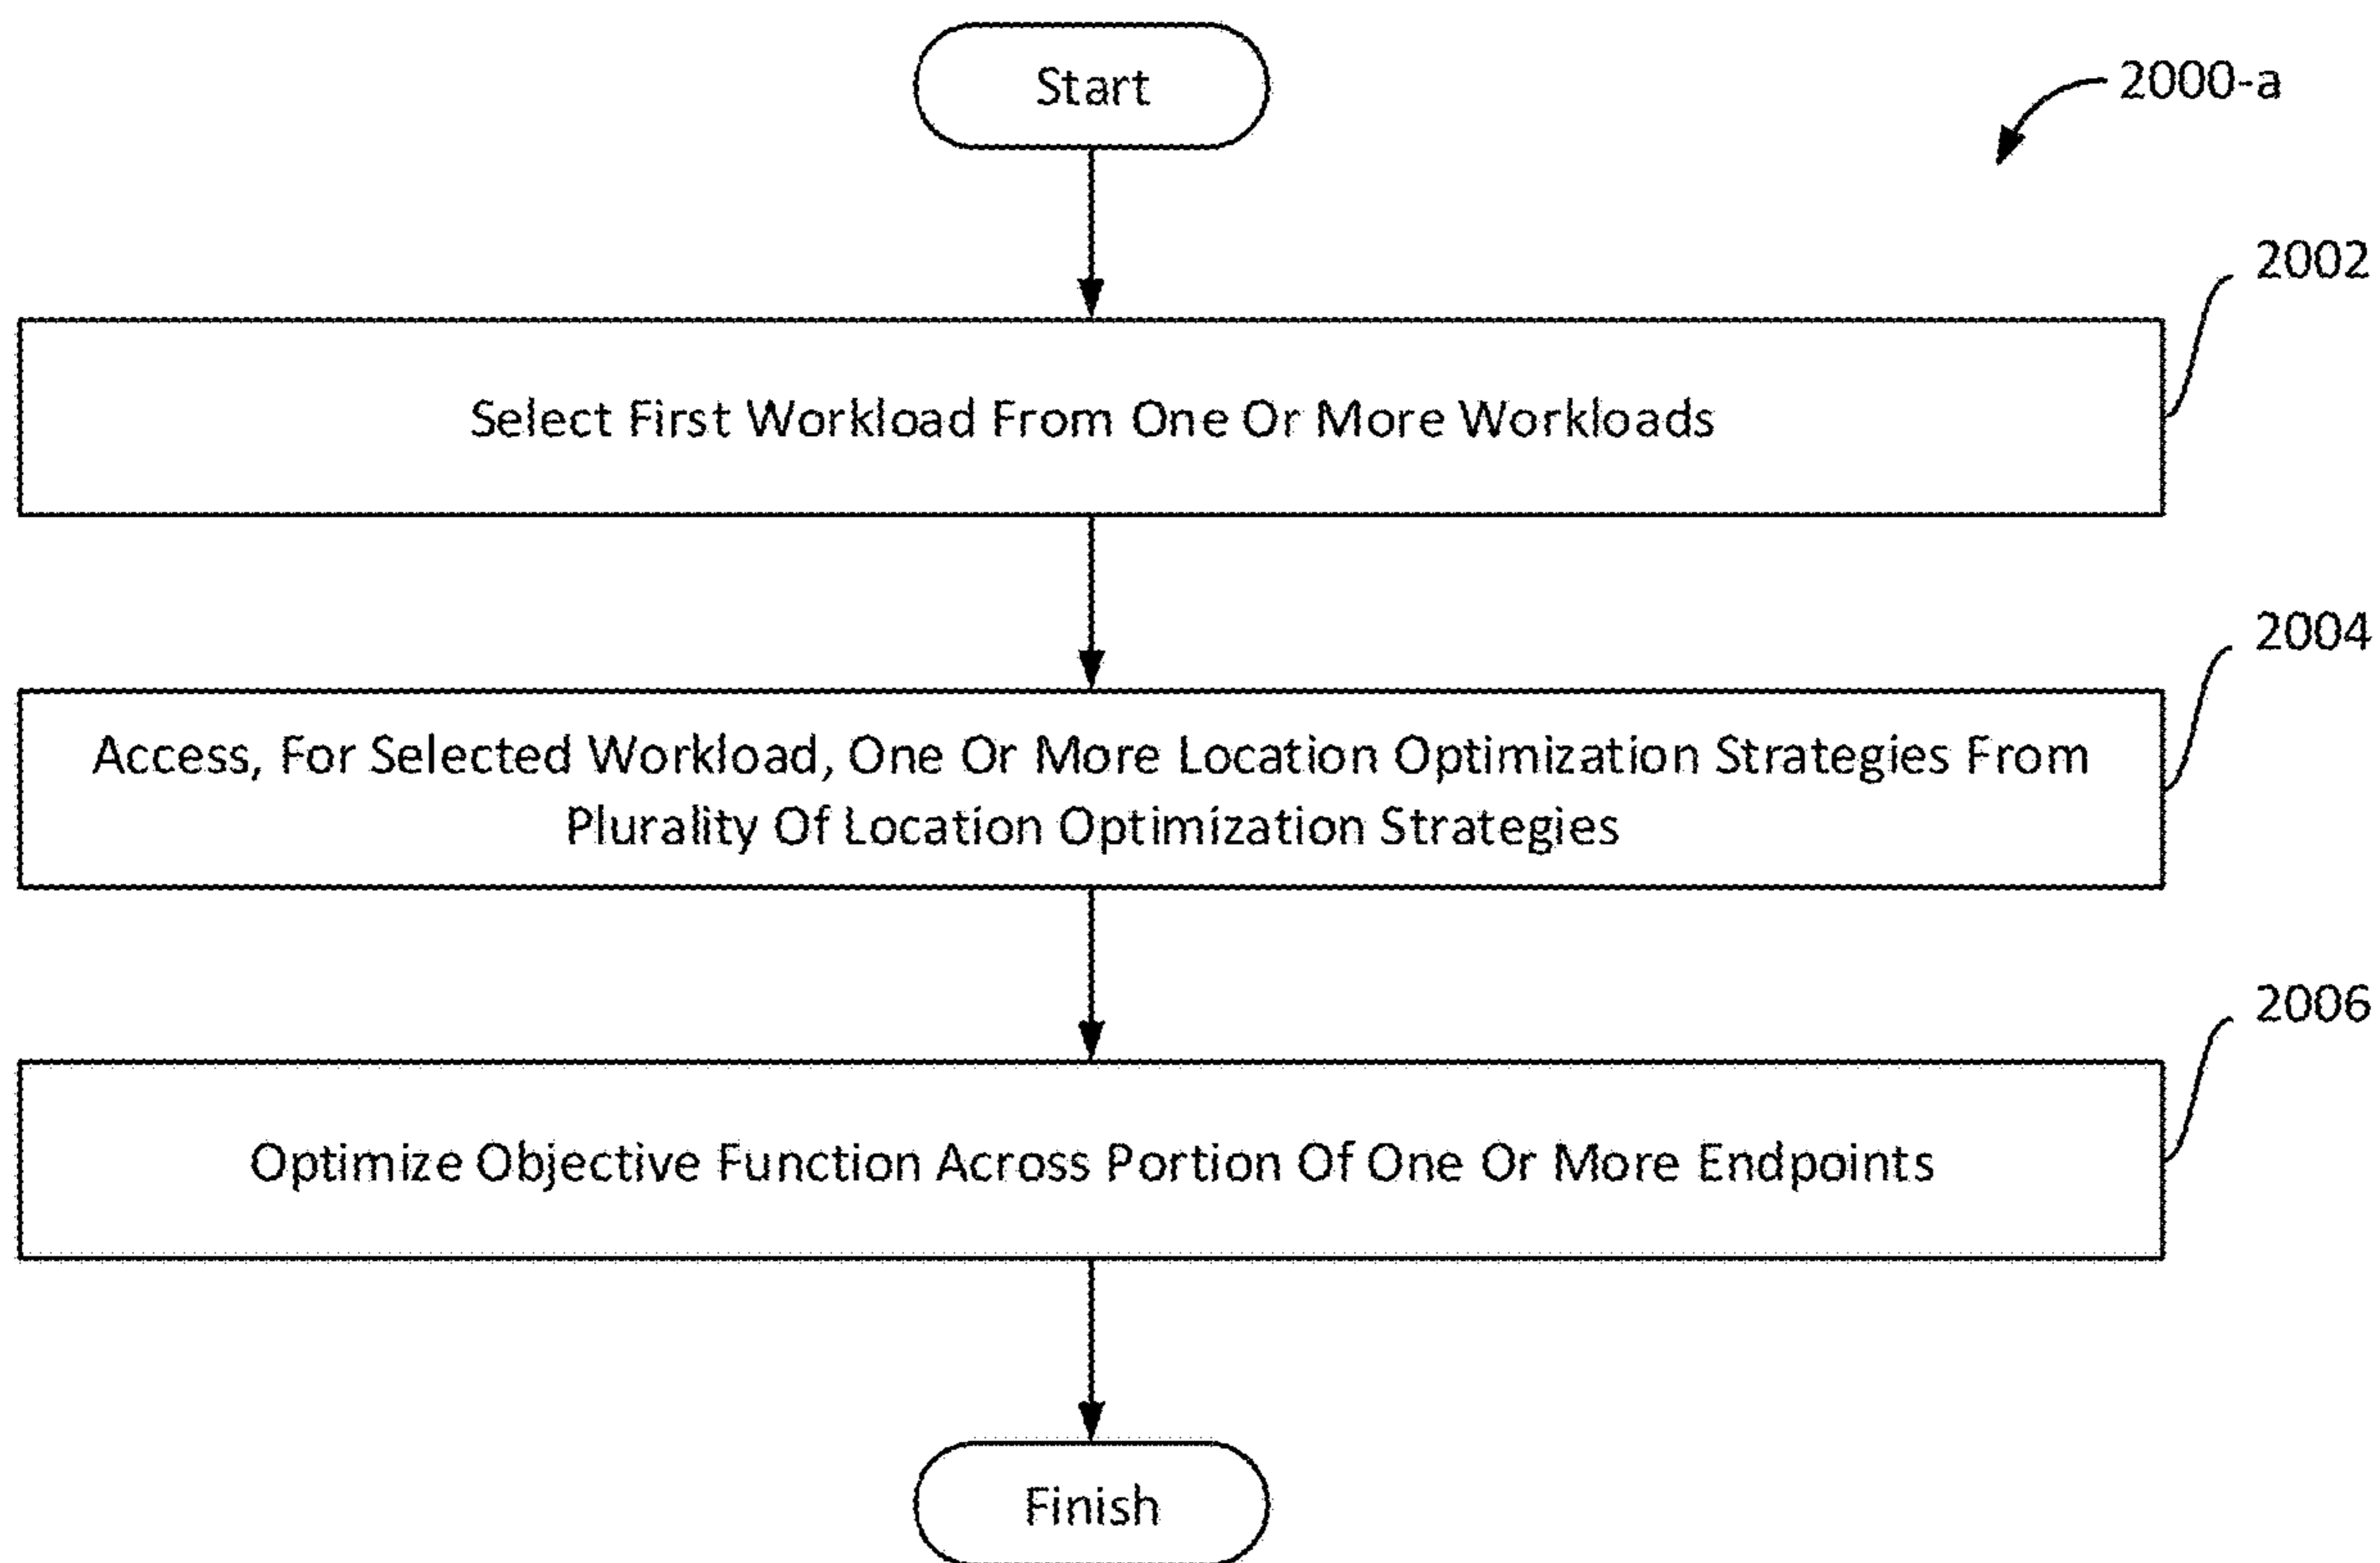 Start
2000-a
2002
Select First Workload From One Or More Workloads
2004
Access, For Selected Workload, One Or More Location Optimization Strategies From
Plurality Of Location Optimization Strategies
2006
Optimize Objective Function Across Portion Of One Or More Endpoints
Finish